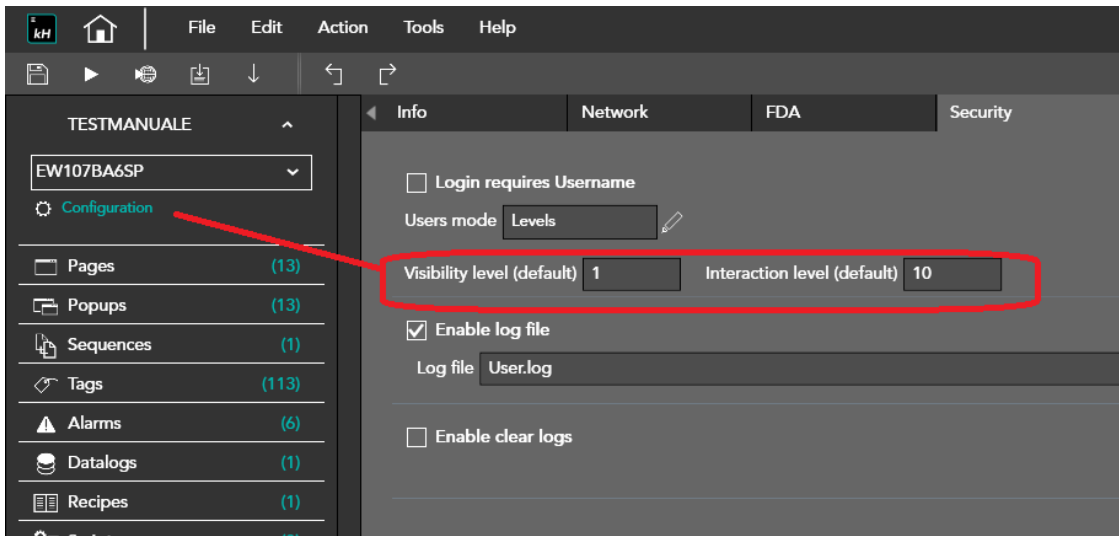 E
kH
File Edit Action Tools Help
TESTMANUALE
EW107BA6SP
Configuration
Pages (13)
Popups (13)
Sequences (1)
Tags (113)
Alarms (6)
Datalogs (1)
Recipes (1)
Info Network FDA Security
Login requires Username
Users mode Levels
Visibility level (default) 1 Interaction level (default) 10
Enable log file
Log file User.log
Enable clear logs